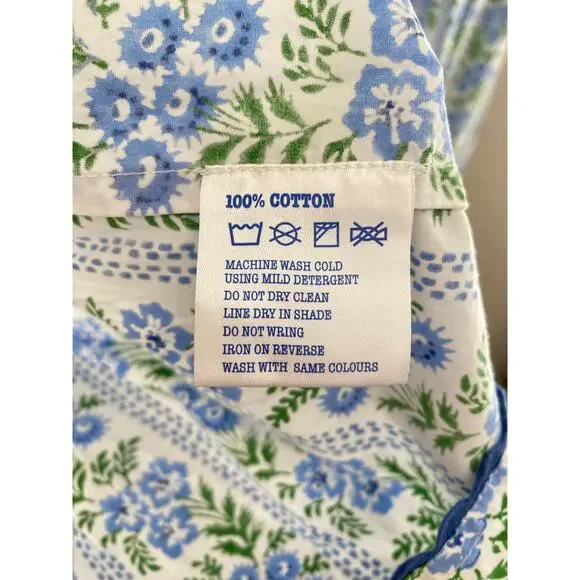 100% COTTON
MACHINE WASH COLD
USING MILD DETERGENT
DO NOT DRY CLEAN
LINE DRY IN SHADE
DO NOT WRING
IRON ON REVERSE
WASH WITH SAME COLOURS